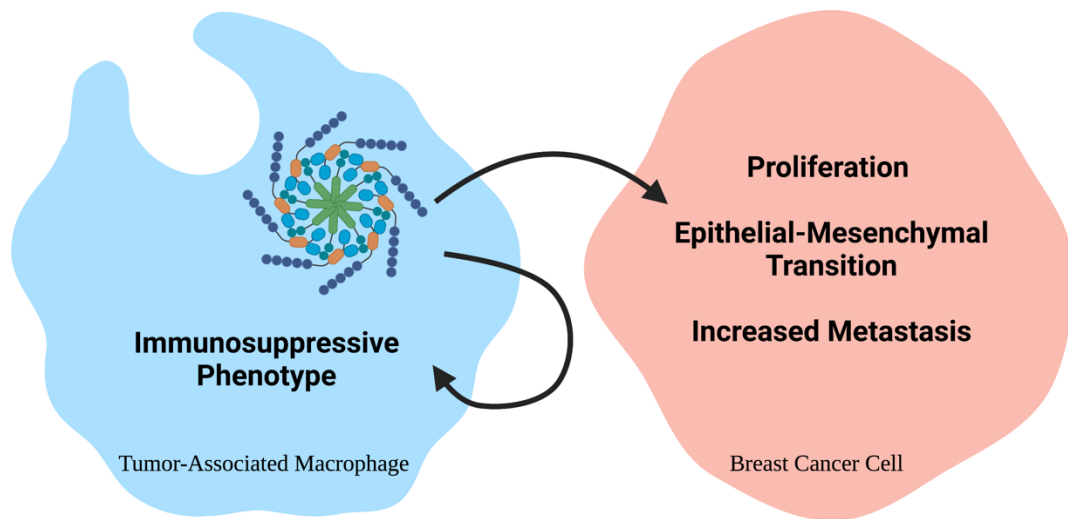 Immunosuppressive
Phenotype
Tumor-Associated Macrophage
Proliferation
Epithelial-Mesenchymal
Transition
Increased Metastasis
Breast Cancer Cell